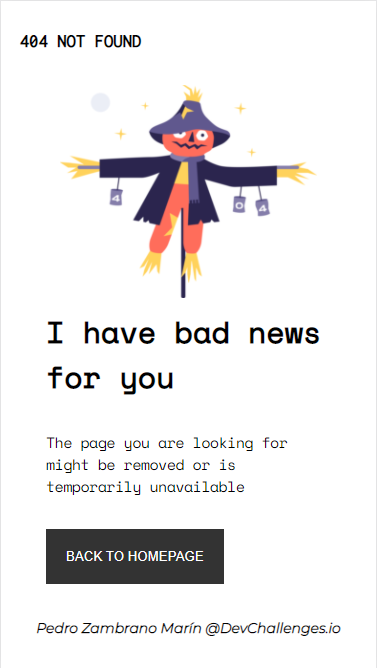 404 NOT FOUND
4
0
4
I have bad news
for you
The page you are looking for
might be removed or is
temporarily unavailable
BACK TO HOMEPAGE
Pedro Zambrano Marín @DevChallenges.io